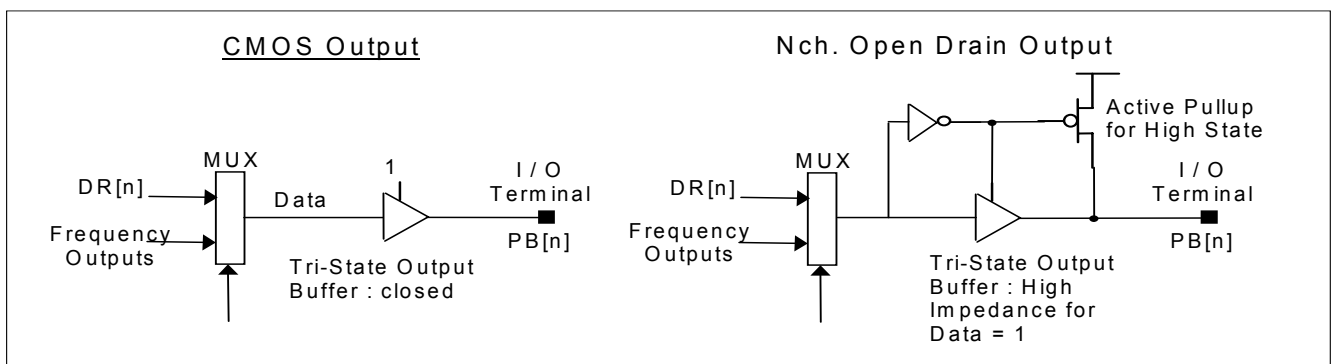 CMOS Output
MUX
DR[n]
Frequency
Outputs
Data
1
I / O
Terminal
PB[n]
Tri-State Output
Buffer : closed
Nch. Open Drain Output
Active Pullup
for High State
MUX
DR[n]
Frequency
Outputs
I / O
Terminal
PB[n]
Tri-State Output
Buffer : High
Impedance for
Data = 1